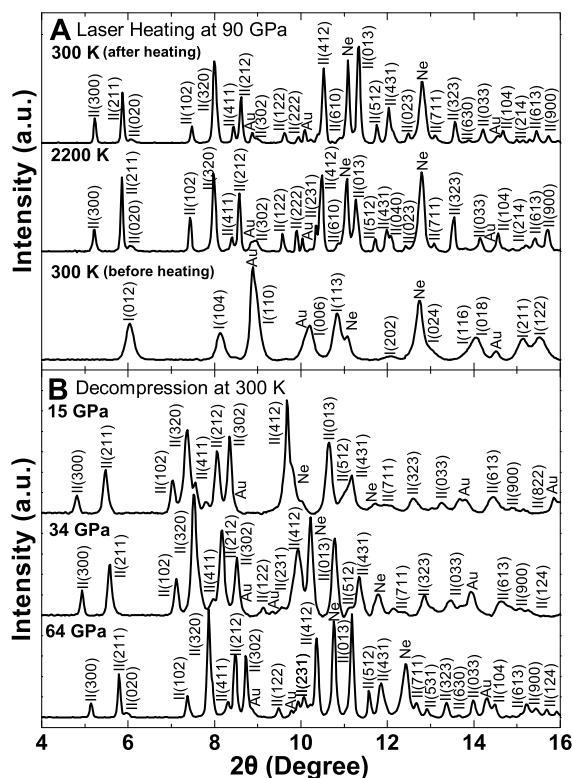 A Laser Heating at 90 GPa
300 K (after heating)
II(300)
II(211)
II(020)
II(102)
II(320)
II(411)
II(212)
Au
II(302)
II(122)
II(222)
Au
II(412)
II(610)
Ne
II(013)
II(512)
II(431)
II(023)
Ne
II(711)
II(323)
II(630)
II(033)
Au
II(104)
II(214)
II(613)
II(900)
2200 K
II(300)
II(211)
II(020)
II(102)
II(320)
II(411)
II(212)
Au
II(302)
II(122)
II(222)
Au
II(231)
II(412)
II(610)
Ne
II(013)
II(512)
II(431)
II(040)
II(023)
Ne
II(711)
II(323)
II(033)
Au
II(104)
II(214)
II(613)
II(900)
300 K (before heating)
I(012)
I(104)
Au
I(110)
Au
I(006)
I(113)
Ne
I(202)
Ne
I(024)
I(116)
I(018)
Au
I(211)
I(122)
B Decompression at 300 K
15 GPa
II(300)
II(211)
II(102)
II(320)
II(411)
II(212)
II(302)
Au
II(412)
Ne
II(013)
II(512)
II(431)
Ne
II(711)
II(323)
II(033)
Au
II(613)
II(900)
II(822)
Au
34 GPa
II(300)
II(211)
II(102)
II(320)
II(411)
II(212)
II(302)
Au
II(122)
Au
II(231)
II(412)
Ne
II(013)
II(512)
II(431)
Ne
II(711)
II(323)
II(033)
Au
II(613)
II(900)
II(124)
64 GPa
II(300)
II(211)
II(020)
II(102)
II(320)
II(411)
II(212)
II(302)
Au
II(122)
Au
II(231)
II(412)
Ne
II(013)
II(512)
II(431)
Ne
II(711)
II(531)
II(323)
II(630)
II(033)
Au
II(104)
II(613)
II(900)
II(124)
Intensity (a.u.)
Intensity (a.u.)
4 6 8 10 12 14 16
2θ (Degree)